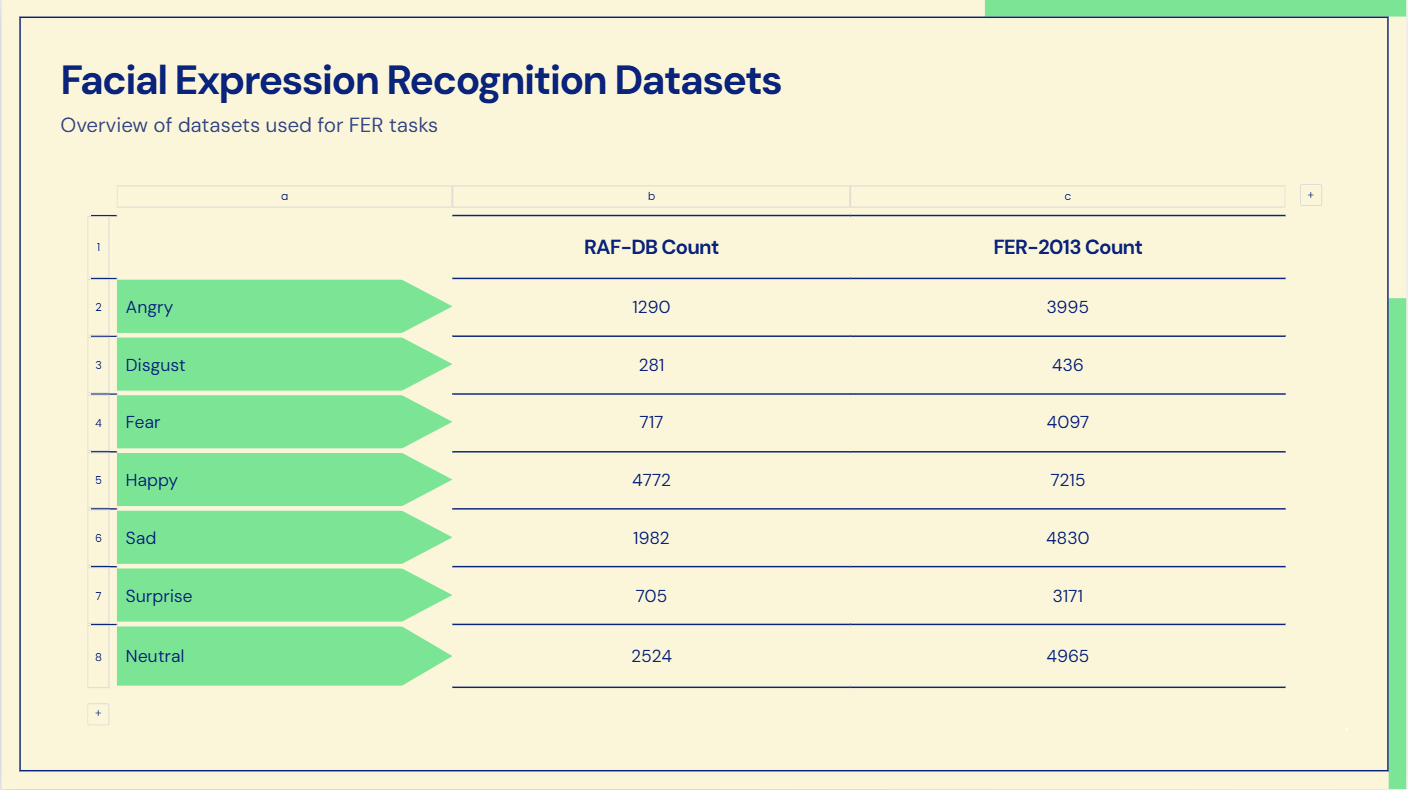 Facial Expression Recognition Datasets
Overview of datasets used for FER tasks
a b c +
1 RAF-DB Count FER-2013 Count
2 Angry 1290 3995
3 Disgust 281 436
4 Fear 717 4097
5 Happy 4772 7215
6 Sad 1982 4830
7 Surprise 705 3171
8 Neutral 2524 4965
+